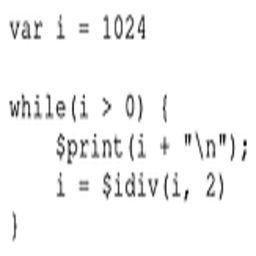 var i = 1024

while(i > 0) {
    $print(i + "\n");
    i = $idiv(i, 2)
}